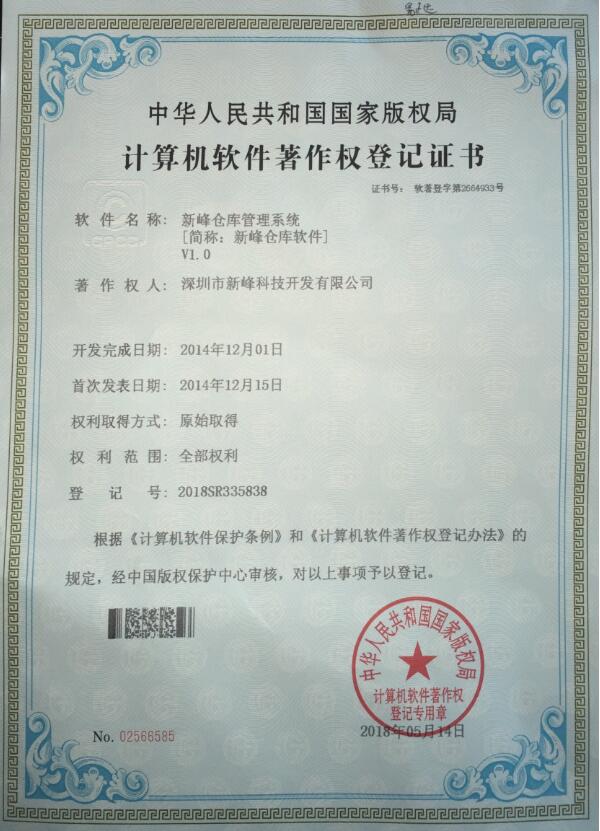 中华人民共和国国家版权局
计算机软件著作权登记证书
证书号： 软著登字第2664933号
软件名称： 新峰仓库管理系统
[简称：新峰仓库软件]
V1.0
著作权人： 深圳市新峰科技开发有限公司
开发完成日期： 2014年12月01日
首次发表日期： 2014年12月15日
权利取得方式： 原始取得
权利范围： 全部权利
登记号： 2018SR335838
根据《计算机软件保护条例》和《计算机软件著作权登记办法》的
规定，经中国版权保护中心审核，对以上事项予以登记。
中华人民共和国国家版权局
计算机软件著作权
登记专用章
No. 02566585
2018年05月14日